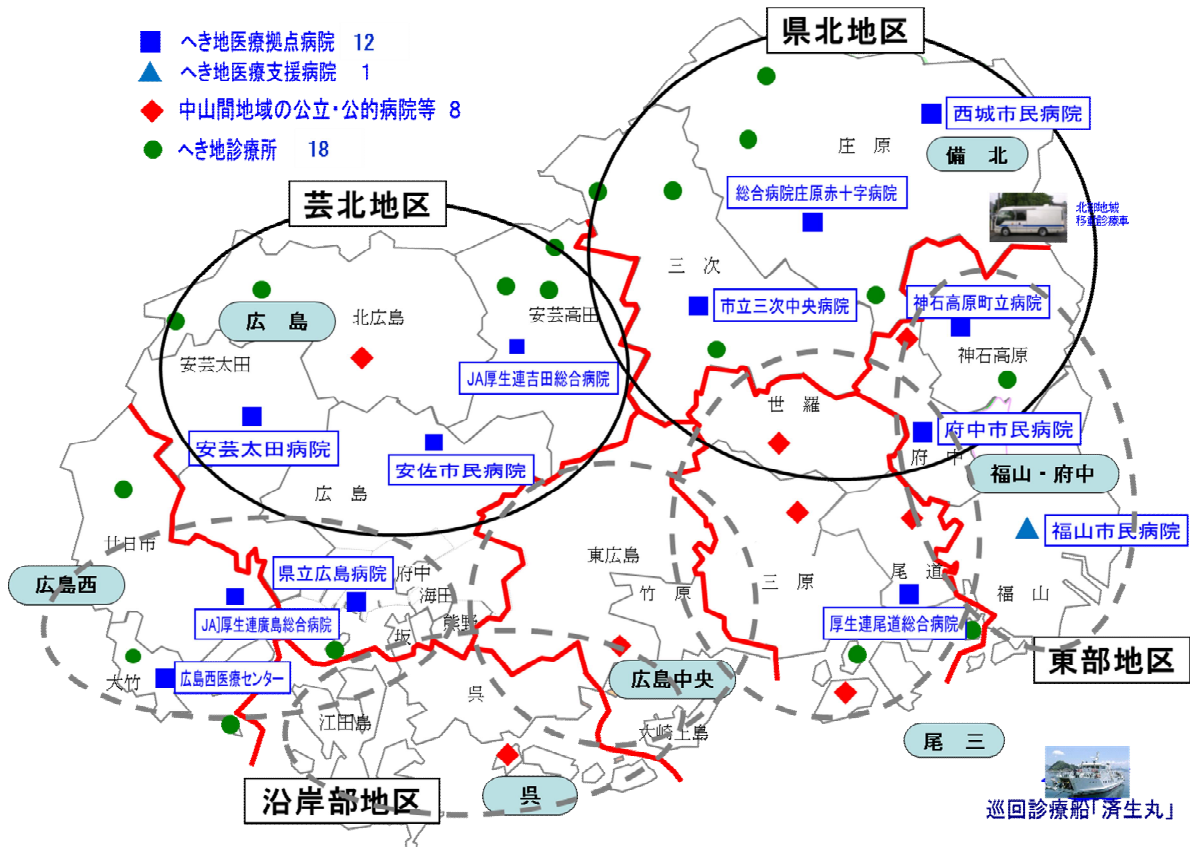 へき地医療拠点病院 12
へき地医療支援病院 1
中山間地域の公立・公的病院等 8
へき地診療所 18
県北地区
西城市民病院
庄原
備北
総合病院庄原赤十字病院
北部地域
移動診療車
芸北地区
三次
市立三次中央病院
神石高原町立病院
神石高原
広島
北広島
安芸高田
安芸太田
JA厚生連吉田総合病院
世羅
安芸太田病院
安佐市民病院
府中市民病院
府中
福山・府中
広島
福山市民病院
廿日市
広島西
県立広島病院
府中
海田
東広島
竹原
三原
尾道
福山
JA]厚生連廣島総合病院
坂
熊野
厚生連尾道総合病院
東部地区
大竹
広島西医療センター
呉
広島中央
江田島
大崎上島
尾三
沿岸部地区
呉
巡回診療船「済生丸」